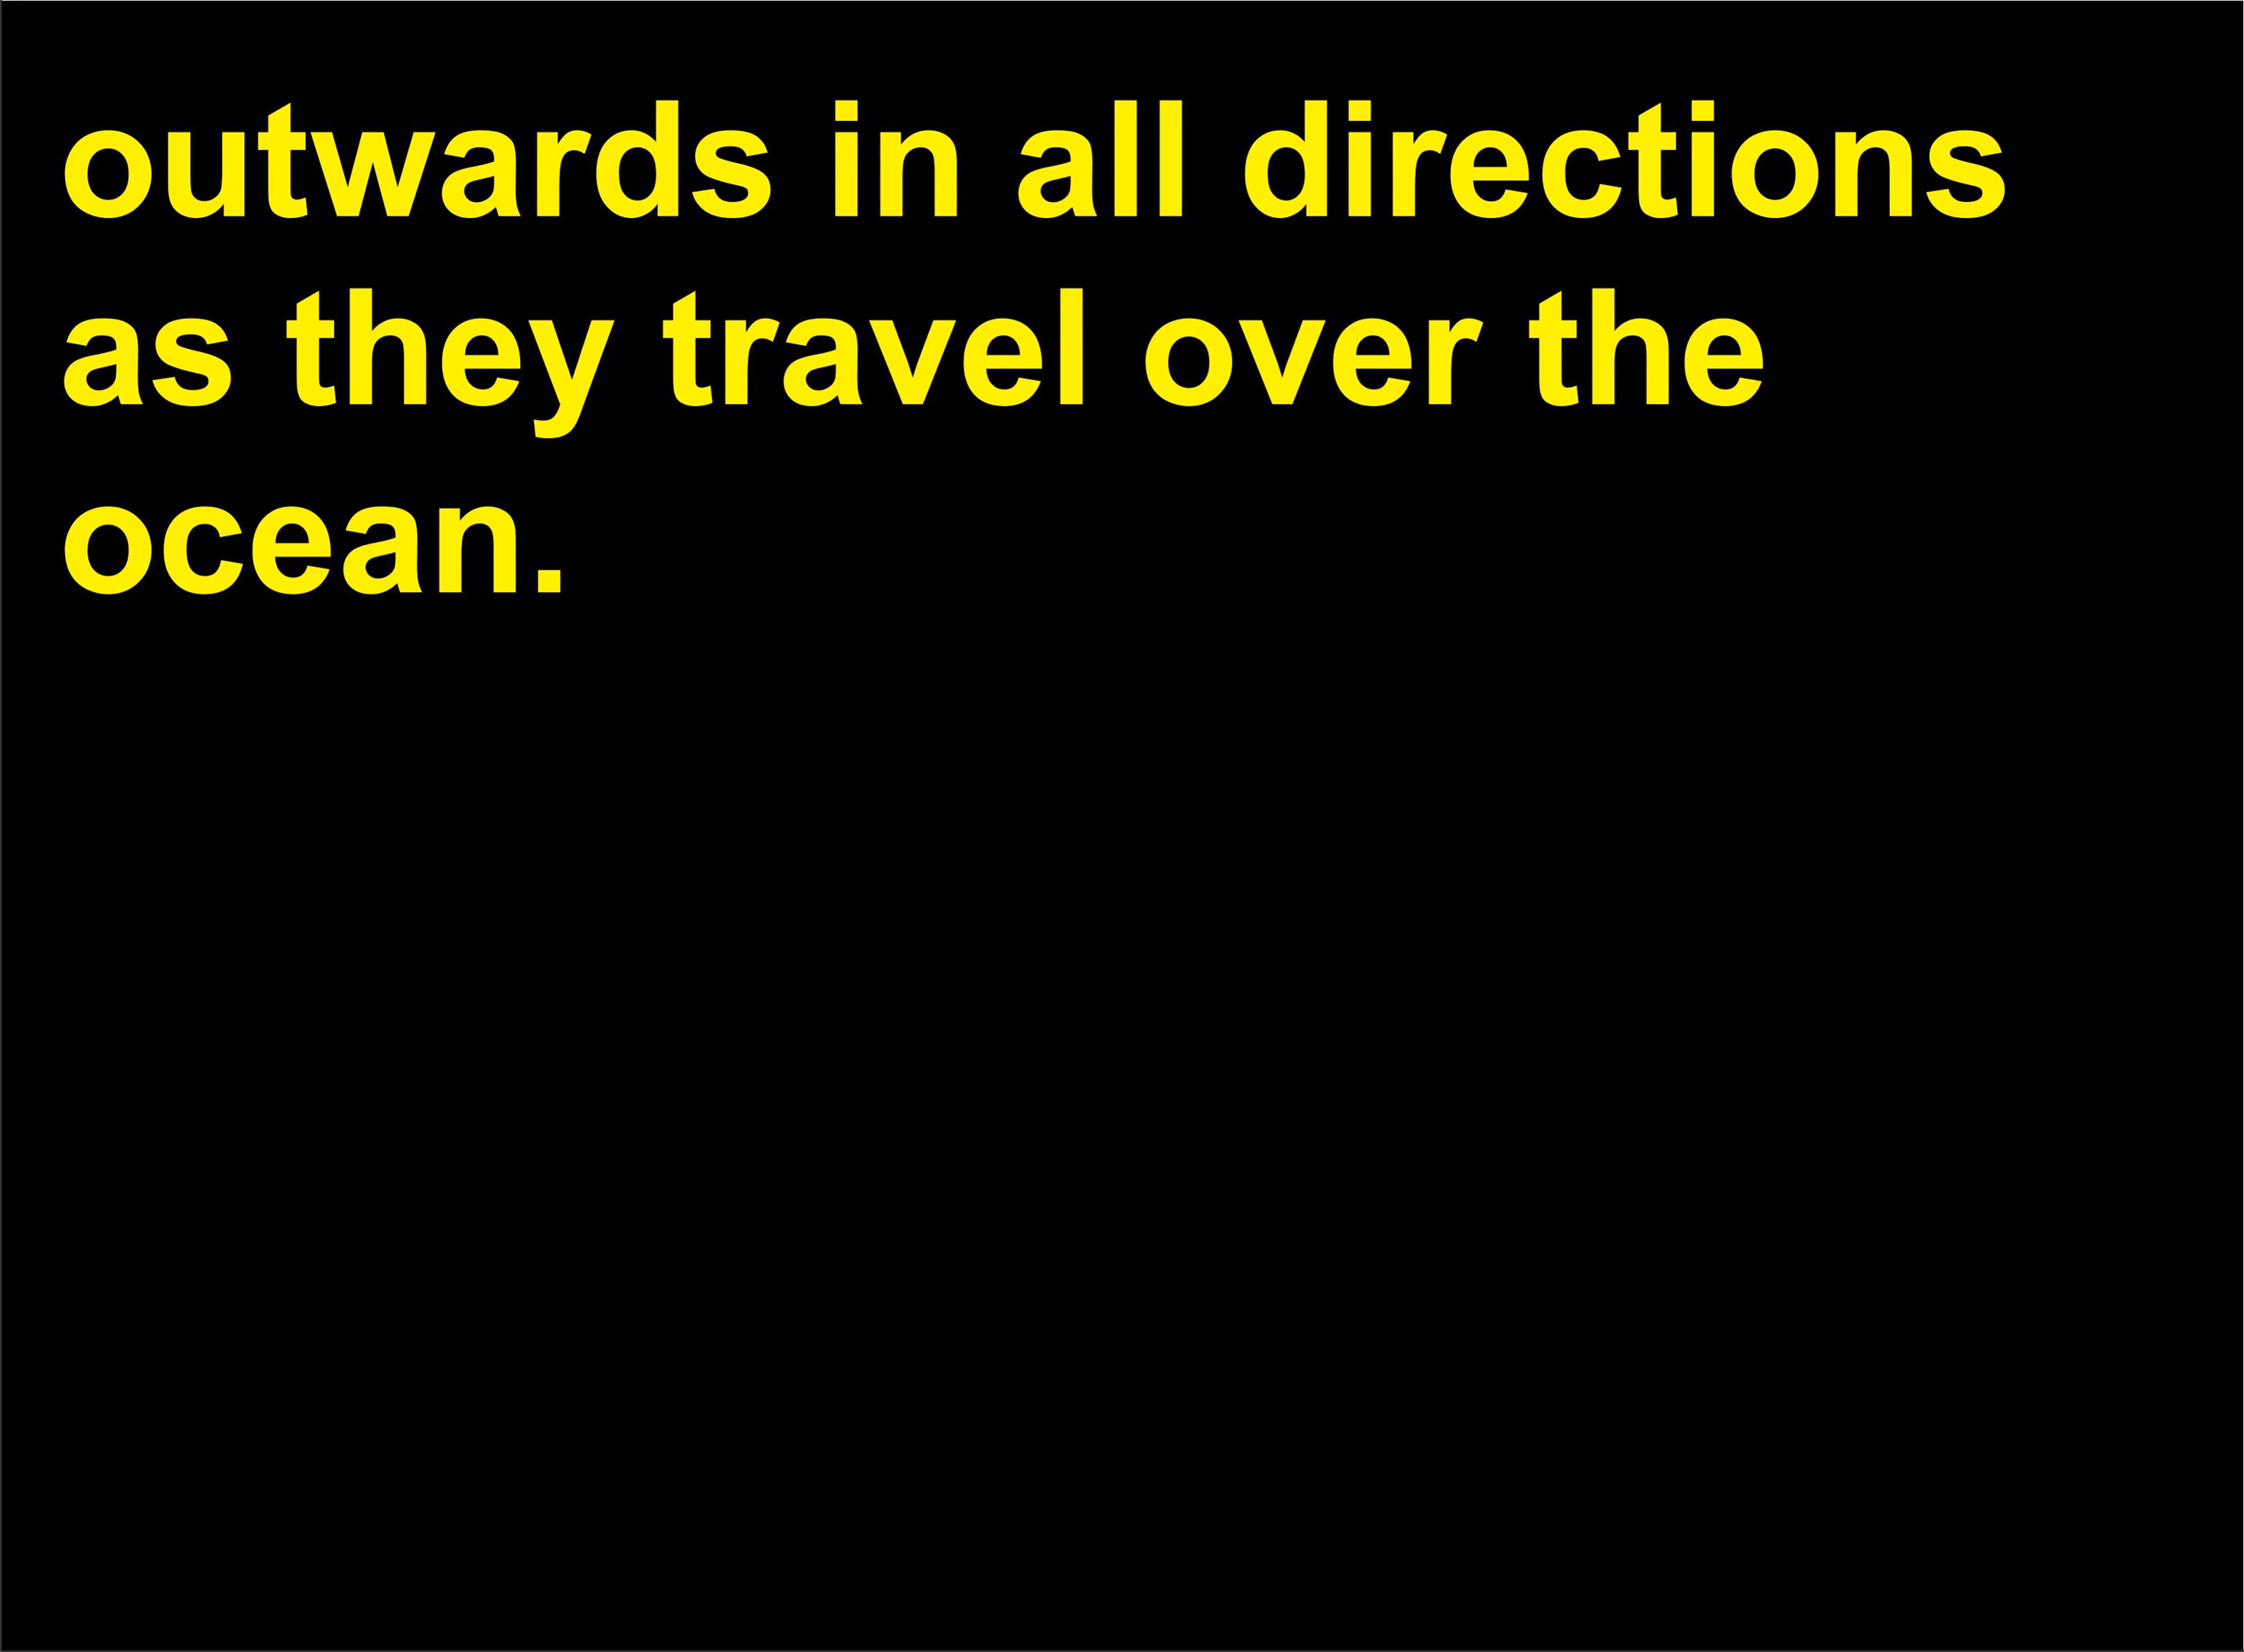 outwards in all directions
as they travel over the
ocean.